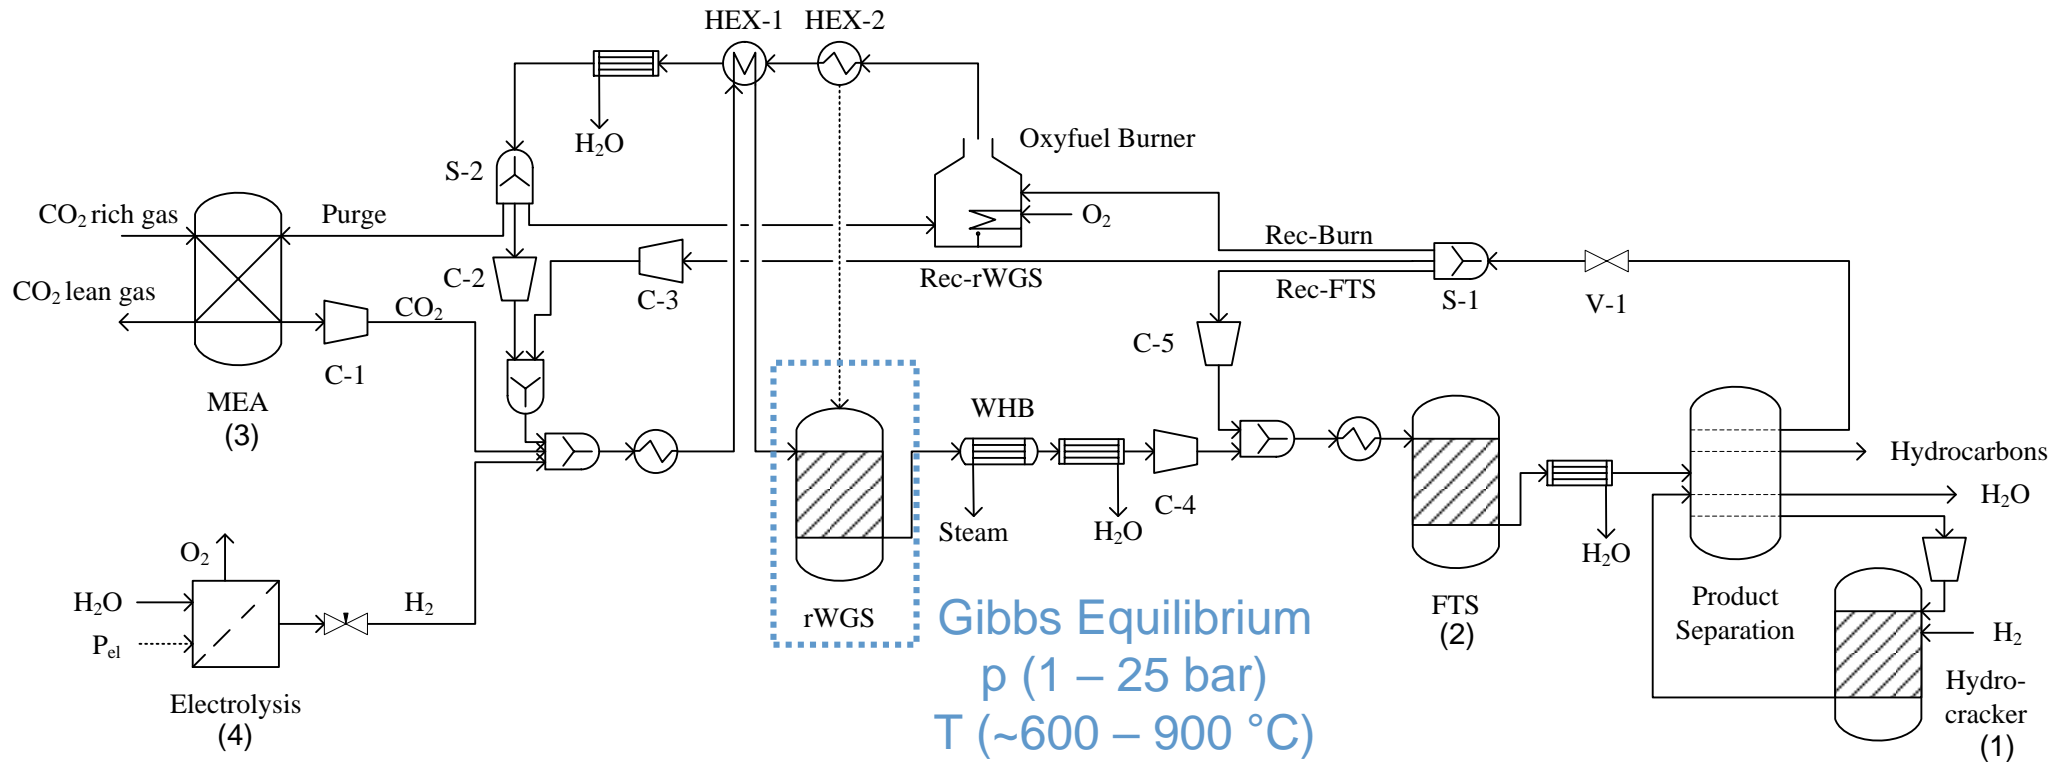 HEX-1 HEX-2
H₂O
Oxyfuel Burner
S-2
CO₂ rich gas
Purge
O₂
Rec-Burn
CO₂ lean gas
C-2
C-3
Rec-rWGS
Rec-FTS
S-1
V-1
CO₂
C-1
C-5
MEA
(3)
WHB
Hydrocarbons
H₂O
Steam
H₂O
C-4
H₂O
O₂
H₂O
H₂
Pel
rWGS
Gibbs Equilibrium
p (1 – 25 bar)
T (~600 – 900 °C)
FTS
(2)
Product
Separation
H₂
Hydro-
cracker
(1)
Electrolysis
(4)